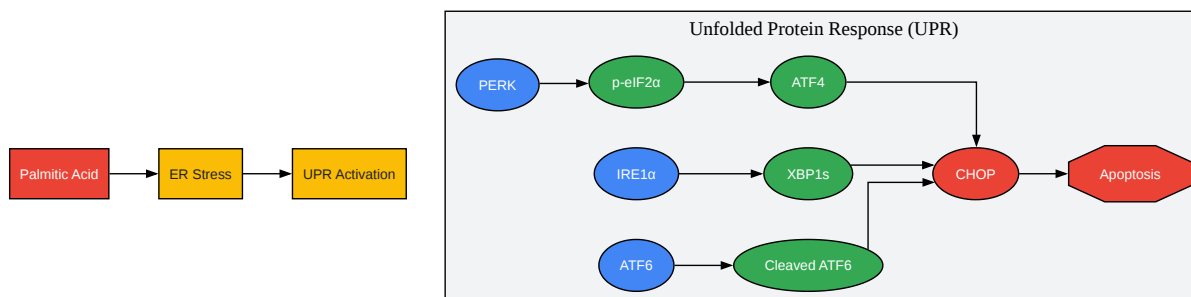 Unfolded Protein Response (UPR)
PERK
p-eIF2α
ATF4
Palmitic Acid
ER Stress
UPR Activation
IRE1α
XBP1s
CHOP
Apoptosis
ATF6
Cleaved ATF6